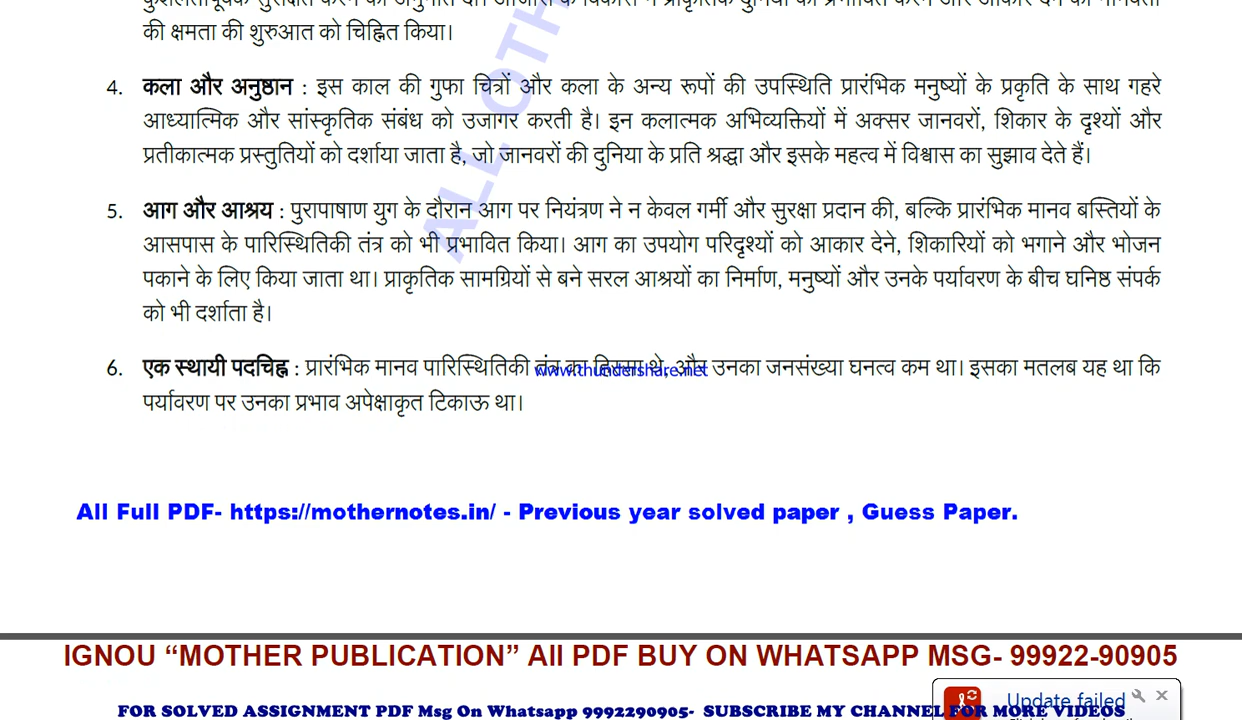 की क्षमता की शुरुआत को चिह्नित किया।
4. कला और अनुष्ठान : इस काल की गुफा चित्रों और कला के अन्य रूपों की उपस्थिति प्रारंभिक मनुष्यों के प्रकृति के साथ गहरे
आध्यात्मिक और सांस्कृतिक संबंध को उजागर करती है। इन कलात्मक अभिव्यक्तियों में अक्सर जानवरों, शिकार के दृश्यों और
प्रतीकात्मक प्रस्तुतियों को दर्शाया जाता है, जो जानवरों की दुनिया के प्रति श्रद्धा और इसके महत्व में विश्वास का सुझाव देते हैं।
ALL OTH
5. आग और आश्रय : पुरापाषाण युग के दौरान आग पर नियंत्रण ने न केवल गर्मी और सुरक्षा प्रदान की, बल्कि प्रारंभिक मानव बस्तियों के
आसपास के पारिस्थितिकी तंत्र को भी प्रभावित किया। आग का उपयोग परिदृश्यों को आकार देने, शिकारियों को भगाने और भोजन
पकाने के लिए किया जाता था। प्राकृतिक सामग्रियों से बने सरल आश्रयों का निर्माण, मनुष्यों और उनके पर्यावरण के बीच घनिष्ठ संपर्क
को भी दर्शाता है।
6. एक स्थायी पदचिह्न : प्रारंभिक मानव पारिस्थितिकी तंत्र का हिस्सा थे, और उनका जनसंख्या घनत्व कम था। इसका मतलब यह था कि
www.thundershare.net
पर्यावरण पर उनका प्रभाव अपेक्षाकृत टिकाऊ था।
All Full PDF- https://mothernotes.in/ - Previous year solved paper , Guess Paper.
IGNOU “MOTHER PUBLICATION” All PDF BUY ON WHATSAPP MSG- 99922-90905
Update failed
FOR SOLVED ASSIGNMENT PDF Msg On Whatsapp 9992290905- SUBSCRIBE MY CHANNEL FOR MORE VIDEOS